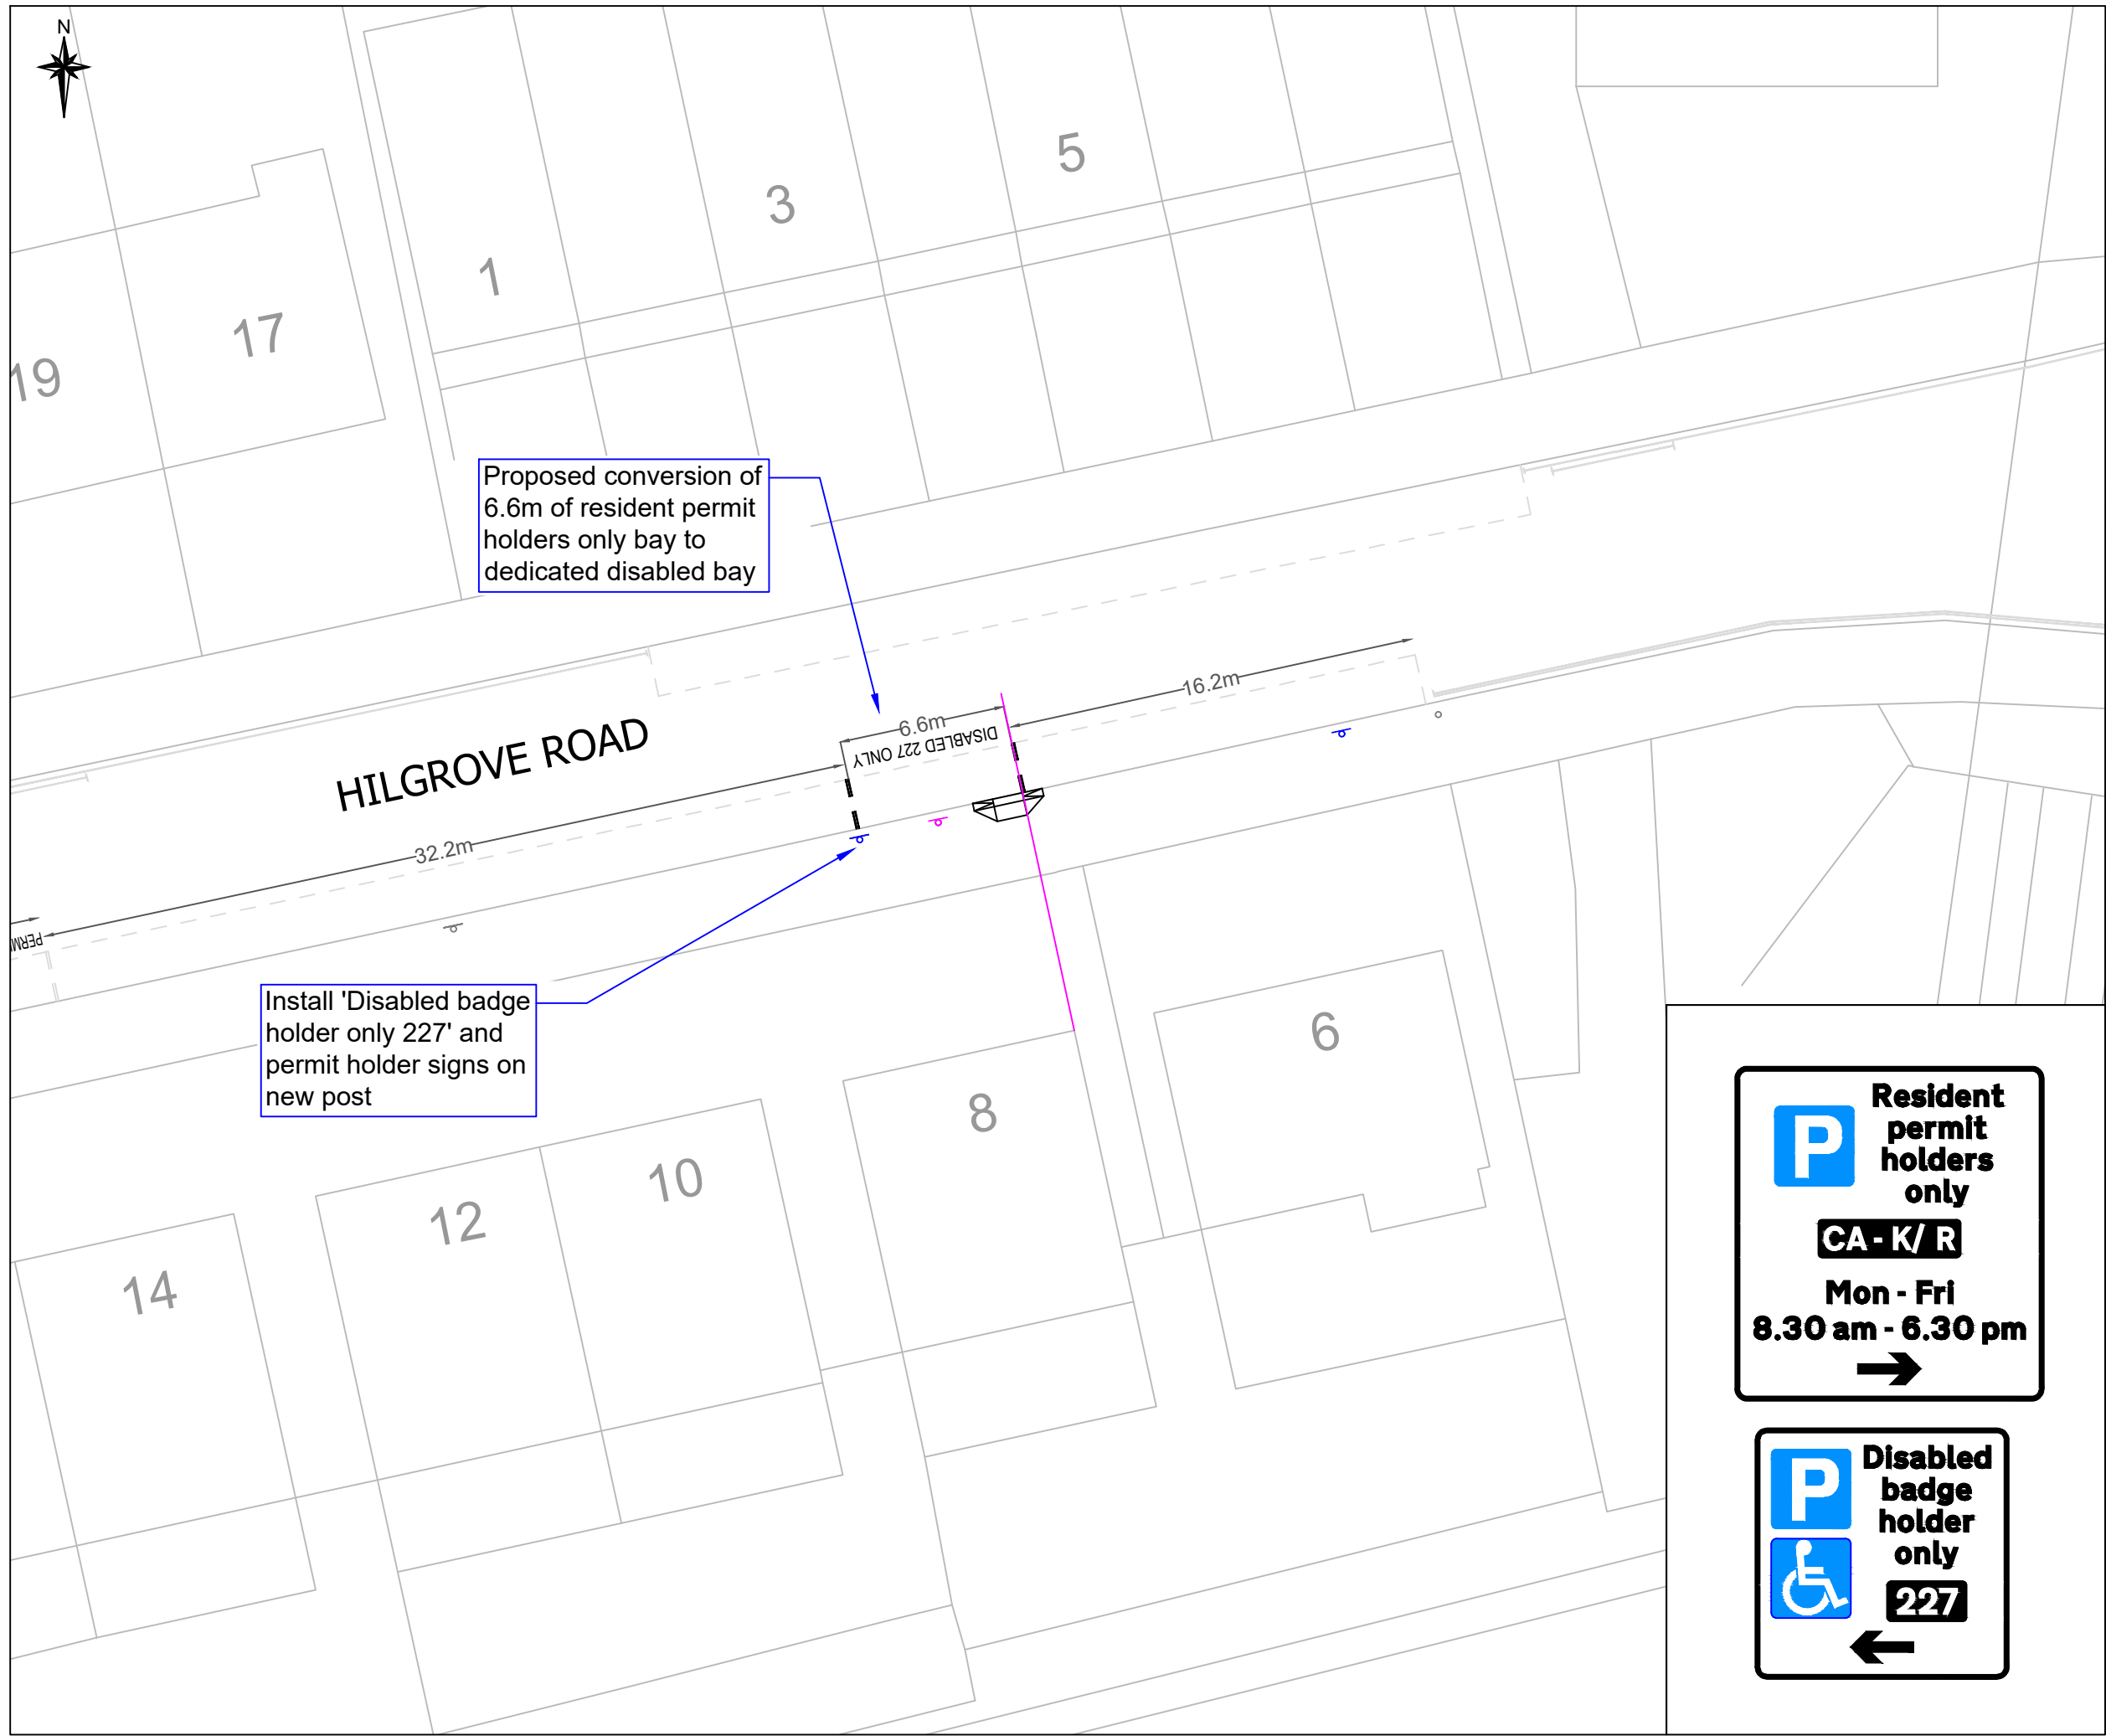 N
5
3
1
17
19
Proposed conversion of
6.6m of resident permit
holders only bay to
dedicated disabled bay
16.2m
6.6m
DISABLED 227 ONLY
HILGROVE ROAD
32.2m
Install 'Disabled badge
holder only 227' and
permit holder signs on
new post
6
8
10
12
14
P
Resident
permit
holders
only
CA - K/ R
Mon - Fri
8.30 am - 6.30 pm
P
Disabled
badge
holder
only
227